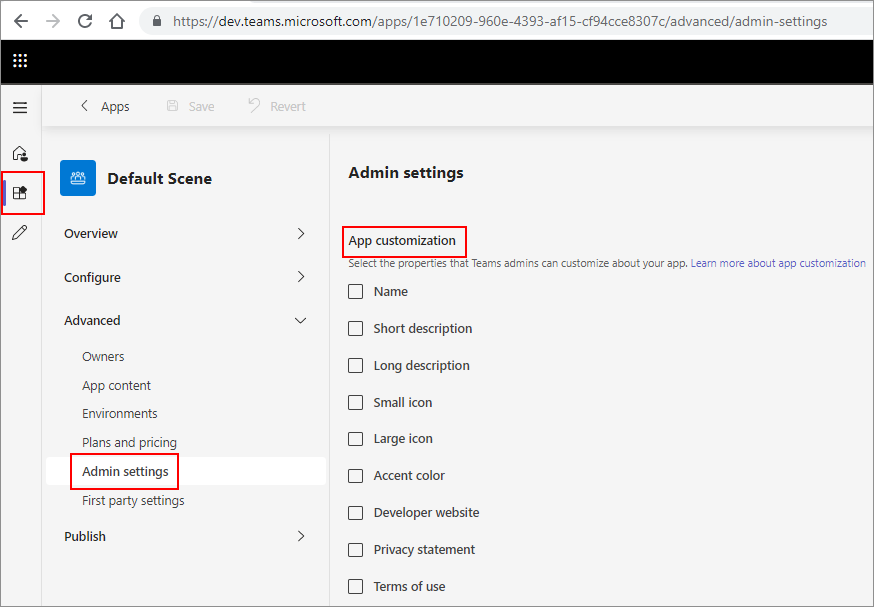 https://dev.teams.microsoft.com/apps/1e710209-960e-4393-af15-cf94cce8307c/advanced/admin-settings
Apps Save Revert
Default Scene
Overview
Configure
Advanced
Owners
App content
Environments
Plans and pricing
Admin settings
First party settings
Publish
Admin settings
App customization
Select the properties that Teams admins can customize about your app. Learn more about app customization
Name
Short description
Long description
Small icon
Large icon
Accent color
Developer website
Privacy statement
Terms of use